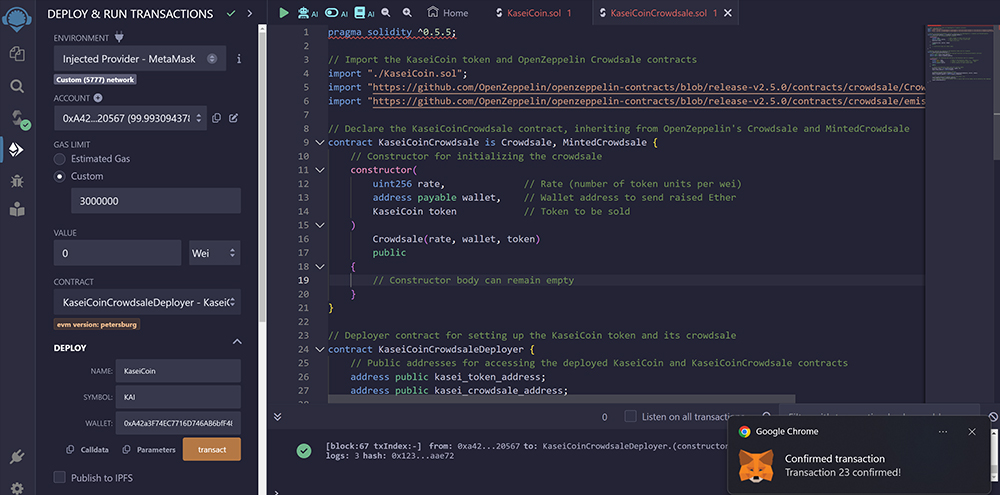 DEPLOY & RUN TRANSACTIONS
ENVIRONMENT
Injected Provider - MetaMask
Custom (5777) network
ACCOUNT
0xA42...20567 (99.993094378
GAS LIMIT
Estimated Gas
Custom
3000000
VALUE
0
Wei
CONTRACT
KaseiCoinCrowdsaleDeployer - KaseiC
evm version: petersburg
DEPLOY
NAME: KaseiCoin
SYMBOL: KAI
WALLET: 0xA42a3F74EC7716D746A86bfF4
Calldata Parameters transact
Publish to IPFS
AI AI AI Home KaseiCoin.sol 1 KaseiCoinCrowdsale.sol 1
1 pragma solidity ^0.5.5;
2
3 // Import the KaseiCoin token and OpenZeppelin Crowdsale contracts
4 import "./KaseiCoin.sol";
5 import "https://github.com/OpenZeppelin/openzeppelin-contracts/blob/release-v2.5.0/contracts/crowdsale/Crow
6 import "https://github.com/OpenZeppelin/openzeppelin-contracts/blob/release-v2.5.0/contracts/crowdsale/emis
7
8 // Declare the KaseiCoinCrowdsale contract, inheriting from OpenZeppelin's Crowdsale and MintedCrowdsale
9 contract KaseiCoinCrowdsale is Crowdsale, MintedCrowdsale {
10 // Constructor for initializing the crowdsale
11 constructor(
12 uint256 rate, // Rate (number of token units per wei)
13 address payable wallet, // Wallet address to send raised Ether
14 KaseiCoin token // Token to be sold
15 )
16 Crowdsale(rate, wallet, token)
17 public
18 {
19 // Constructor body can remain empty
20 }
21 }
22
23 // Deployer contract for setting up the KaseiCoin token and its crowdsale
24 contract KaseiCoinCrowdsaleDeployer {
25 // Public addresses for accessing the deployed KaseiCoin and KaseiCoinCrowdsale contracts
26 address public kasei_token_address;
27 address public kasei_crowdsale_address;
28
0 Listen on all transactions
[block:67 txIndex:-] from: 0xa42...20567 to: KaseiCoinCrowdsaleDeployer.(constructor
logs: 3 hash: 0x123...aae72
>
Google Chrome
Confirmed transaction
Transaction 23 confirmed!